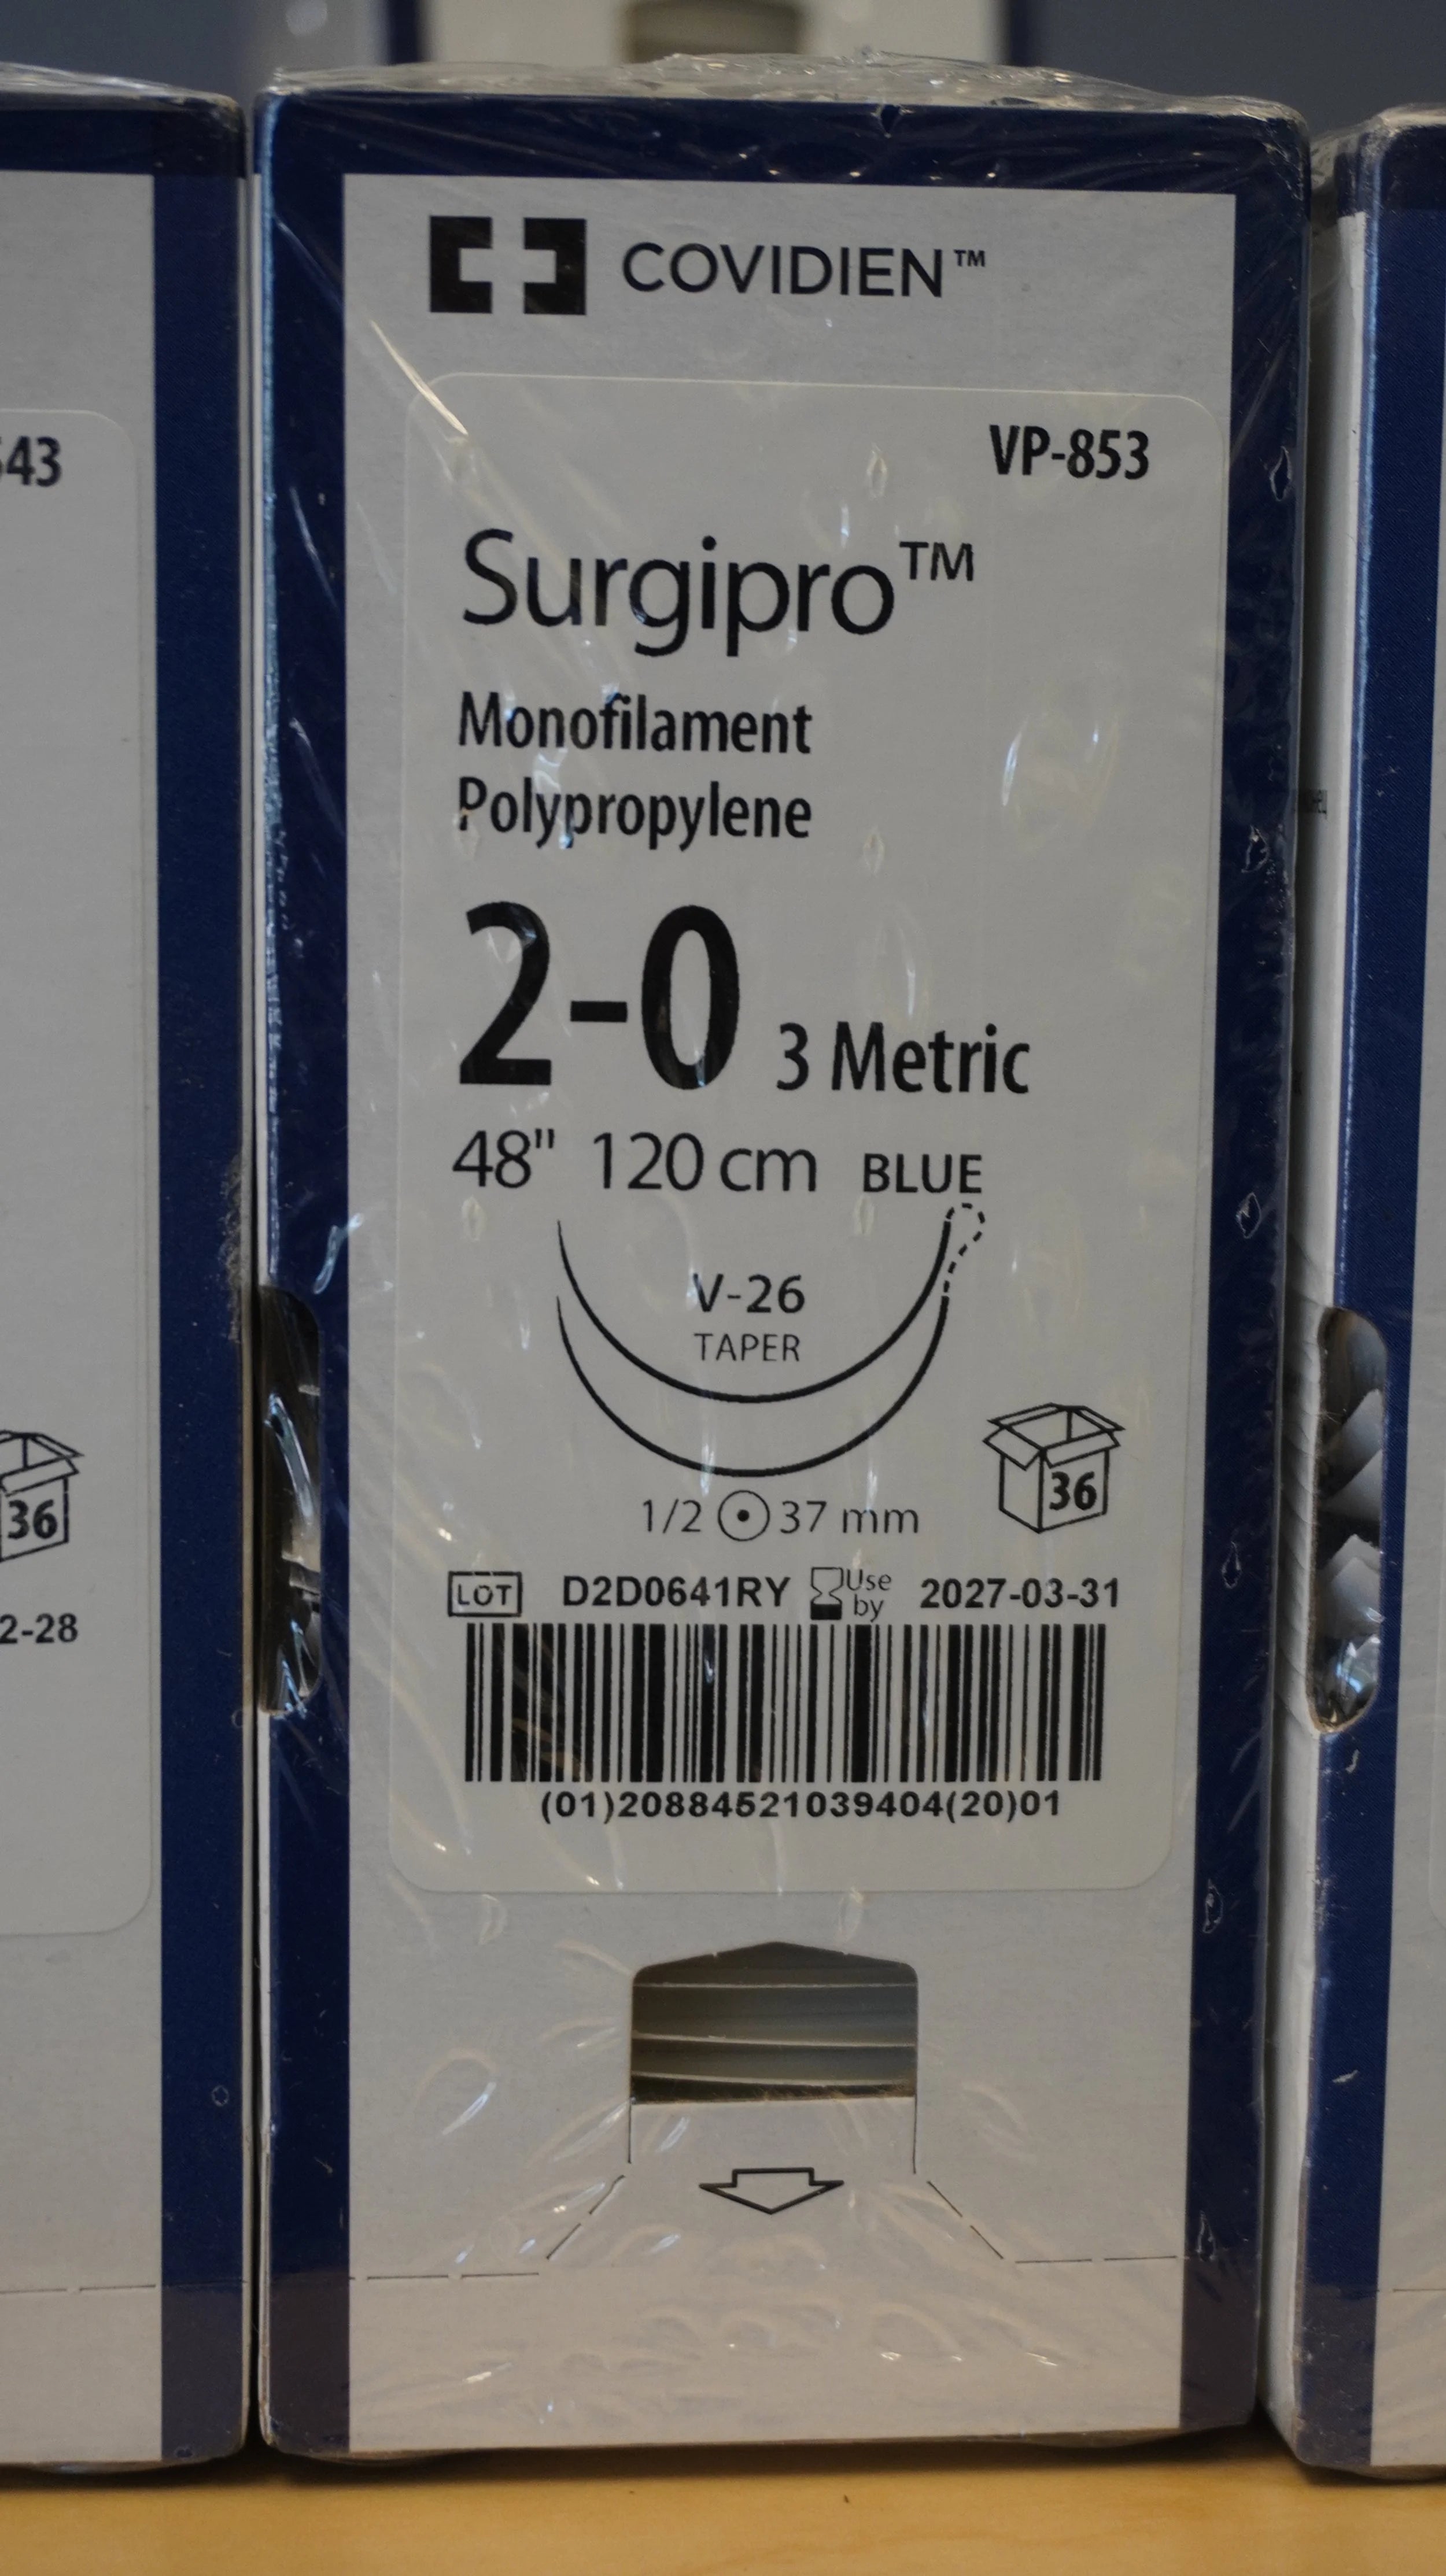 COVIDIEN™
VP-853
Surgipro™
Monofilament
Polypropylene
2-0 3 Metric
48" 120 cm BLUE
V-26
TAPER
1/2 37 mm
36
LOT D2D0641RY Use by 2027-03-31
(01)20884521039404(20)01
43
36
2-28